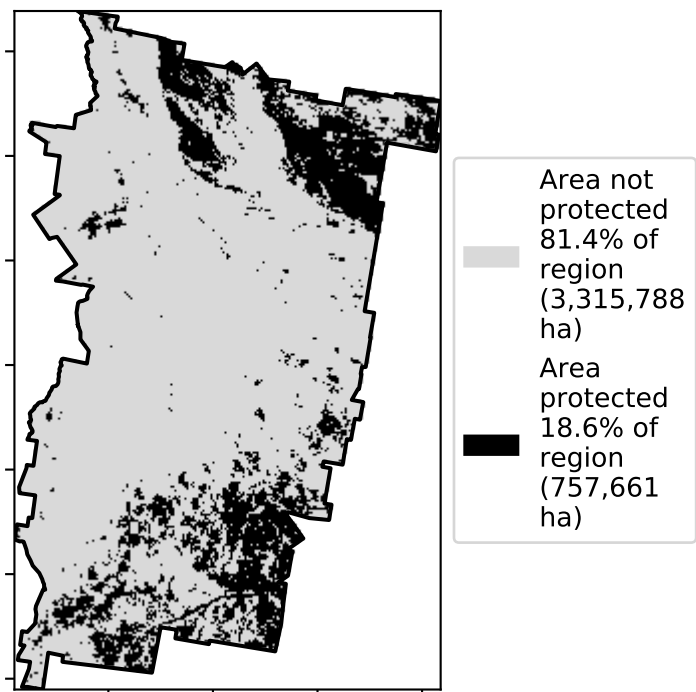 Area not
protected
81.4% of
region
(3,315,788
ha)
Area
protected
18.6% of
region
(757,661
ha)